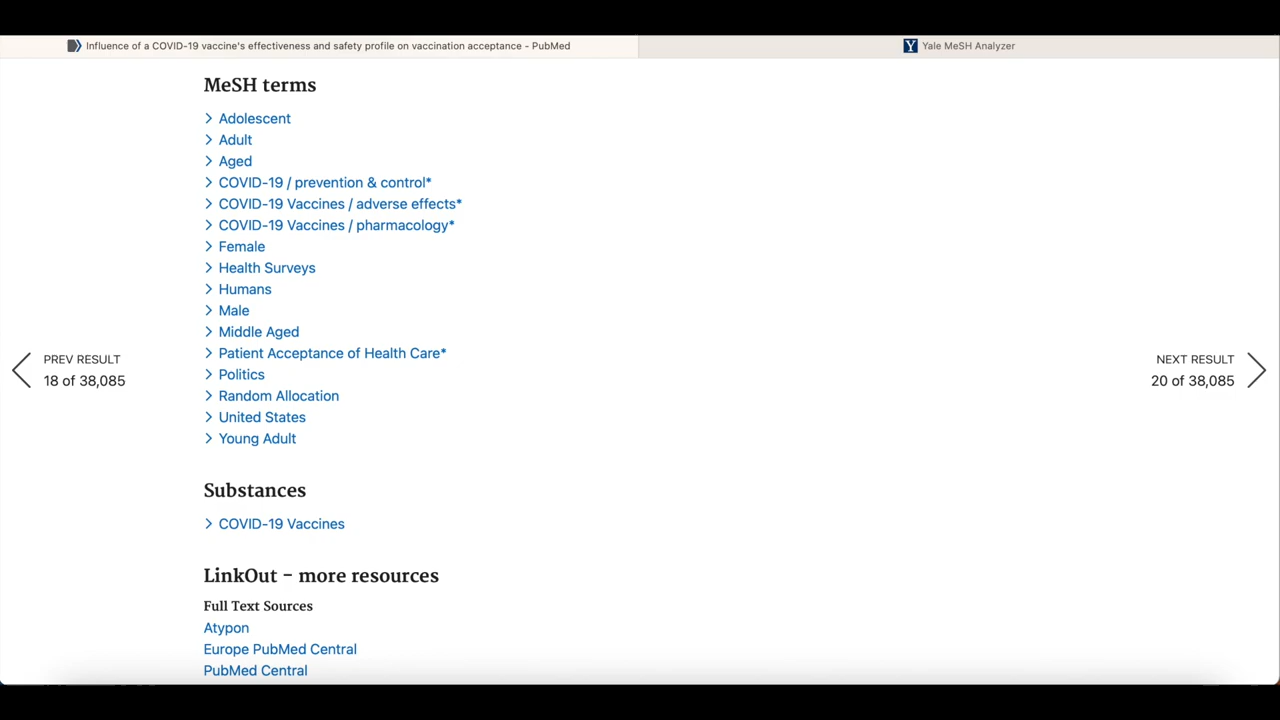 Influence of a COVID-19 vaccine's effectiveness and safety profile on vaccination acceptance - PubMed
Y Yale MeSH Analyzer
MeSH terms
Adolescent
Adult
Aged
COVID-19 / prevention & control*
COVID-19 Vaccines / adverse effects*
COVID-19 Vaccines / pharmacology*
Female
Health Surveys
Humans
Male
Middle Aged
Patient Acceptance of Health Care*
Politics
Random Allocation
United States
Young Adult
PREV RESULT
18 of 38,085
NEXT RESULT
20 of 38,085
Substances
COVID-19 Vaccines
LinkOut - more resources
Full Text Sources
Atypon
Europe PubMed Central
PubMed Central